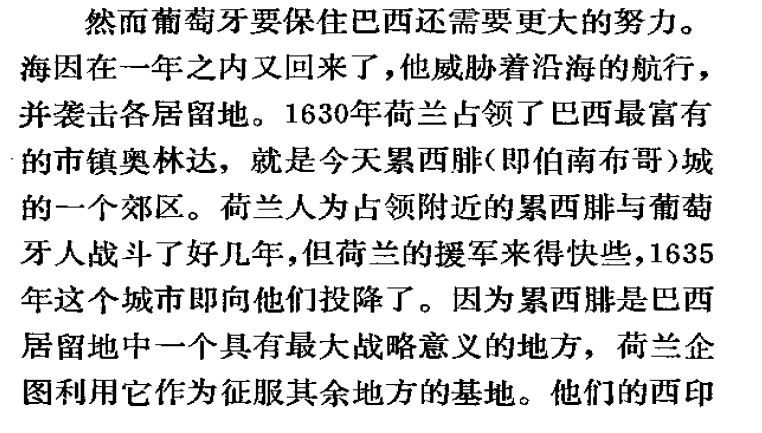 然而葡萄牙要保住巴西还需要更大的努力。
海因在一年之内又回来了，他威胁着沿海的航行，
并袭击各居留地。1630年荷兰占领了巴西最富有
的市镇奥林达，就是今天累西腓（即伯南布哥）城
的一个郊区。荷兰人为占领附近的累西腓与葡萄
牙人战斗了好几年，但荷兰的援军来得快些，1635
年这个城市即向他们投降了。因为累西腓是巴西
居留地中一个具有最大战略意义的地方，荷兰企
图利用它作为征服其余地方的基地。他们的西印